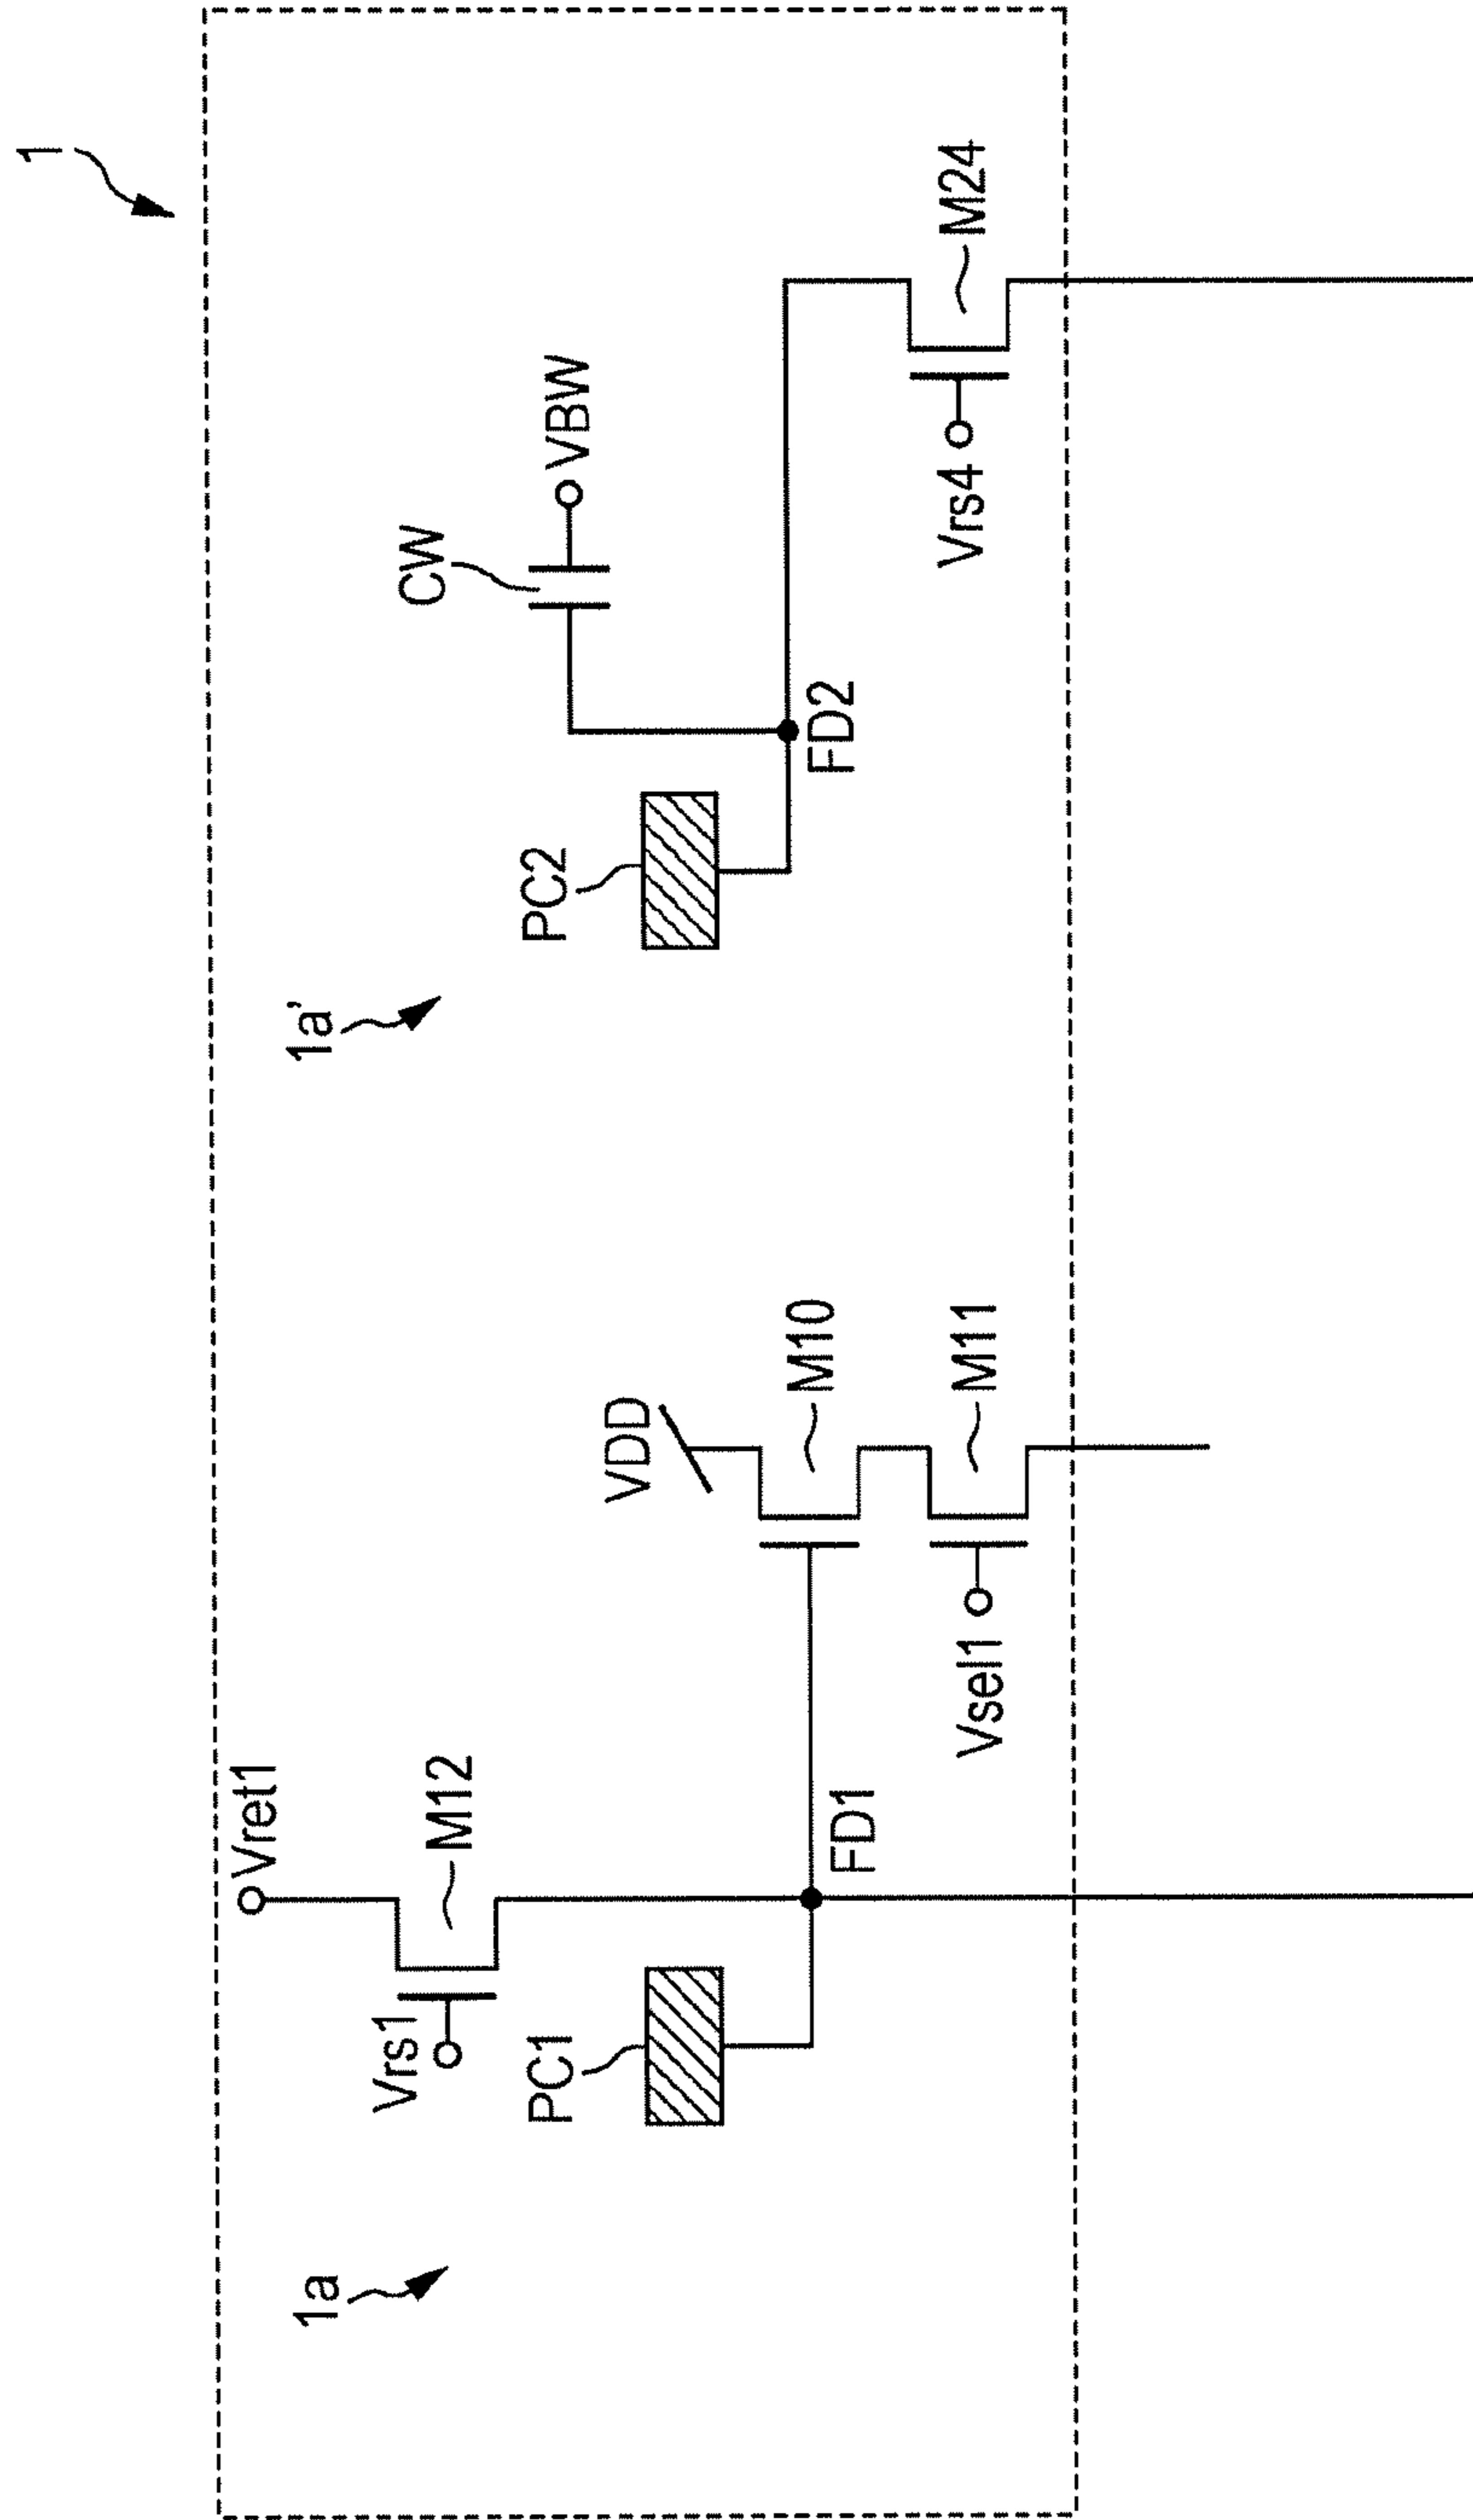 1
1a
Vret1
Vrs1
M12
PC1
FD1
VDD
M10
M11
Vsel1
1a'
PC2
CW
VBW
FD2
M24
Vrs4